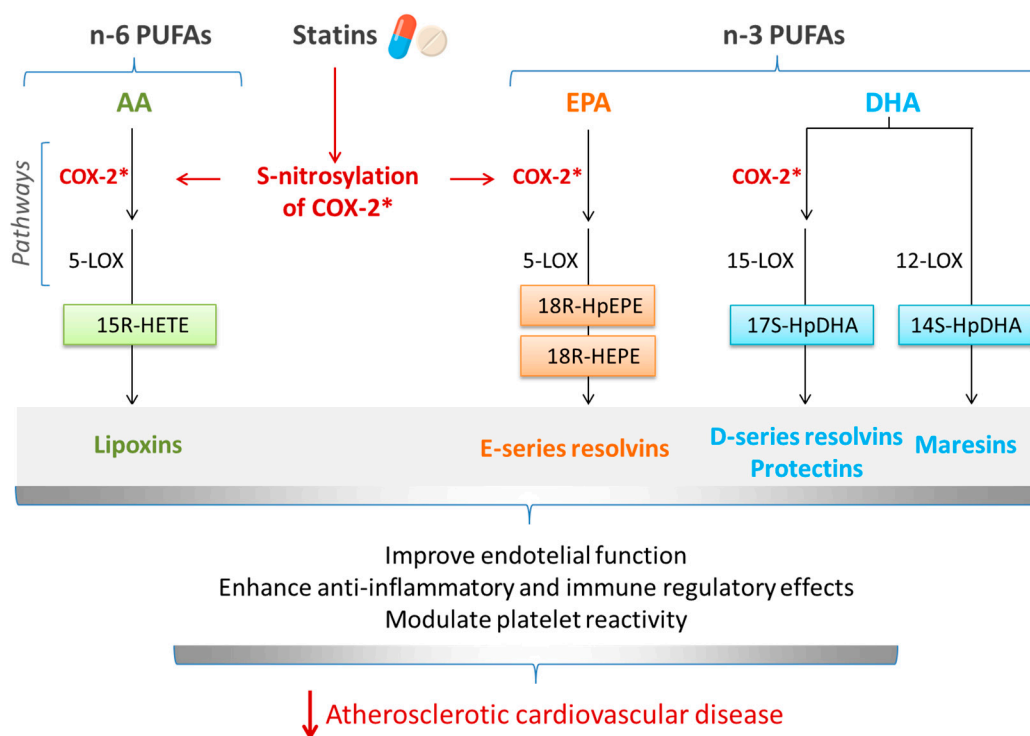 n-6 PUFAs
Statins
n-3 PUFAs
AA
EPA
DHA
Pathways
COX-2*
S-nitrosylation
of COX-2*
COX-2*
COX-2*
5-LOX
5-LOX
15-LOX
12-LOX
15R-HETE
18R-HpEPE
18R-HEPE
17S-HpDHA
14S-HpDHA
Lipoxins
E-series resolvins
D-series resolvins
Protectins
Maresins
Improve endotelial function
Enhance anti-inflammatory and immune regulatory effects
Modulate platelet reactivity
↓ Atherosclerotic cardiovascular disease